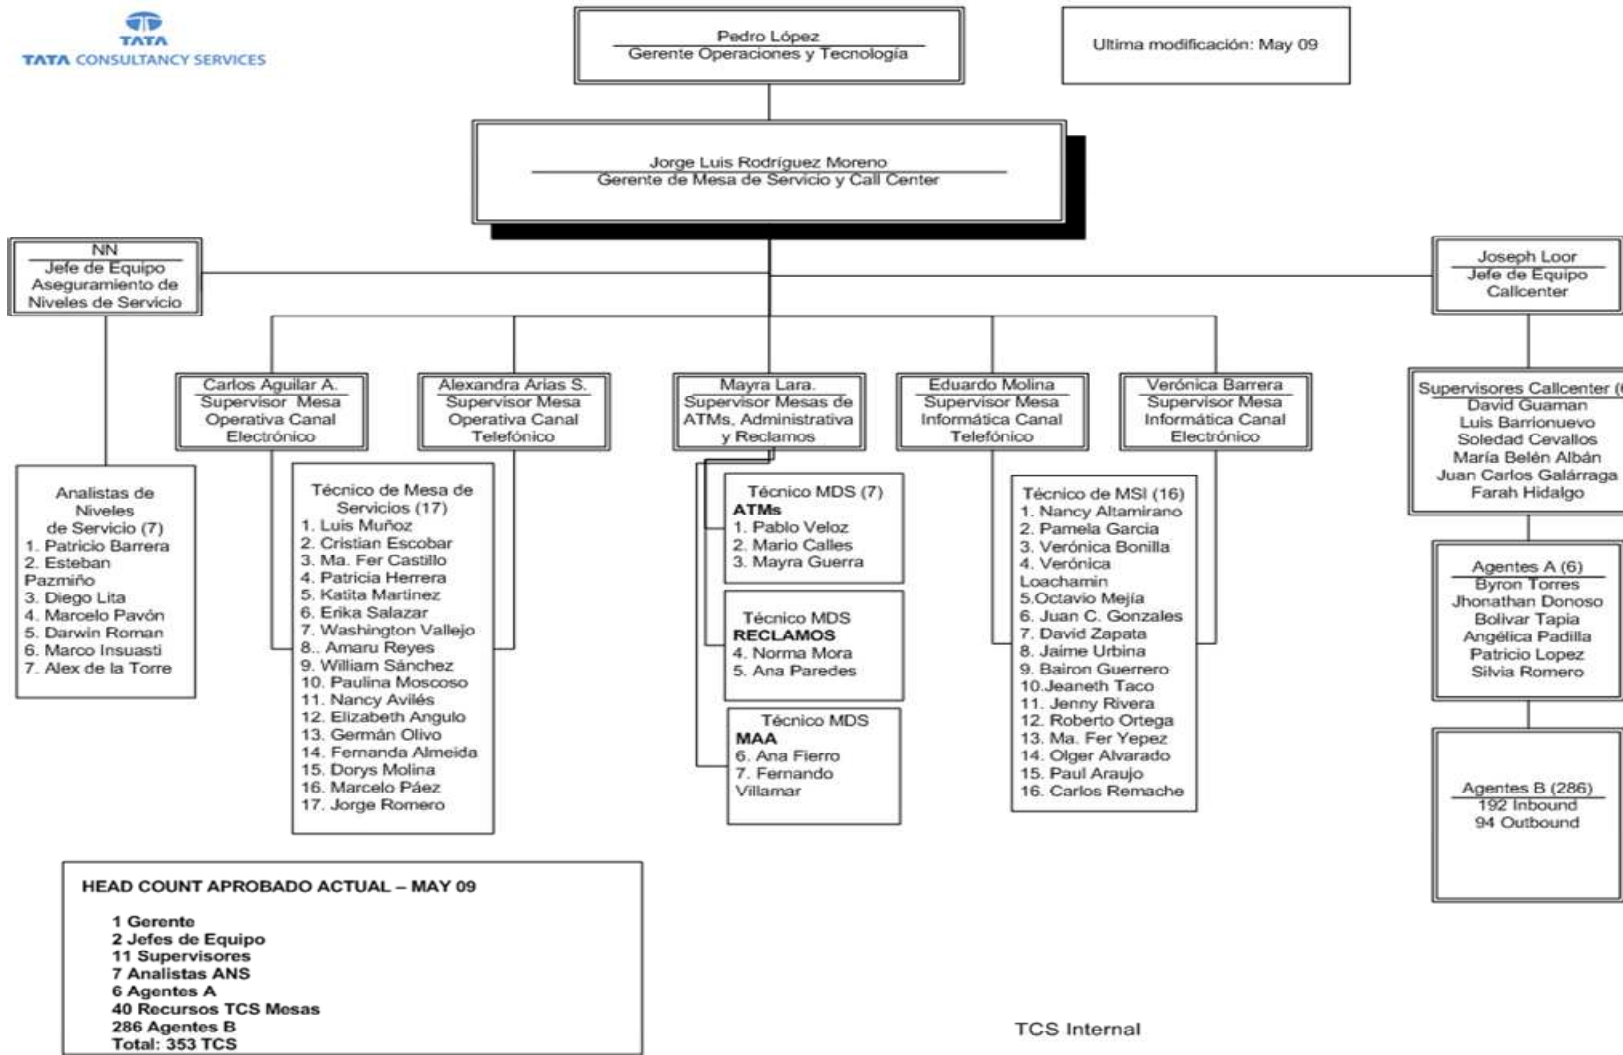 TATA
TATA CONSULTANCY SERVICES
Pedro López
Gerente Operaciones y Tecnología
Ultima modificación: May 09
Jorge Luis Rodríguez Moreno
Gerente de Mesa de Servicio y Call Center
NN
Jefe de Equipo
Aseguramiento de
Niveles de Servicio
Joseph Loor
Jefe de Equipo
Callcenter
Carlos Aguilar A.
Supervisor Mesa
Operativa Canal
Electrónico
Alexandra Arias S.
Supervisor Mesa
Operativa Canal
Telefónico
Mayra Lara.
Supervisor Mesas de
ATMs, Administrativa
y Reclamos
Eduardo Molina
Supervisor Mesa
Informática Canal
Telefónico
Verónica Barrera
Supervisor Mesa
Informática Canal
Electrónico
Supervisores Callcenter (6
David Guaman
Luis Barrionuevo
Soledad Cevallos
María Belén Albán
Juan Carlos Galárraga
Farah Hidalgo
Analistas de
Niveles
de Servicio (7)
1. Patricio Barrera
2. Esteban
Pazmiño
3. Diego Lita
4. Marcelo Pavón
5. Darwin Roman
6. Marco Insuasti
7. Alex de la Torre
Técnico de Mesa de
Servicios (17)
1. Luis Muñoz
2. Cristian Escobar
3. Ma. Fer Castillo
4. Patricia Herrera
5. Katita Martinez
6. Erika Salazar
7. Washington Vallejo
8.. Amaru Reyes
9. William Sánchez
10. Paulina Moscoso
11. Nancy Avilés
12. Elizabeth Angulo
13. Germán Olivo
14. Fernanda Almeida
15. Dorys Molina
16. Marcelo Páez
17. Jorge Romero
Técnico MDS (7)
ATMs
1. Pablo Veloz
2. Mario Calles
3. Mayra Guerra
Técnico MDS
RECLAMOS
4. Norma Mora
5. Ana Paredes
Técnico MDS
MAA
6. Ana Fierro
7. Fernando
Villamar
Técnico de MSI (16)
1. Nancy Altamirano
2. Pamela Garcia
3. Verónica Bonilla
4. Verónica
Loachamin
5.Octavio Mejía
6. Juan C. Gonzales
7. David Zapata
8. Jaime Urbina
9. Bairon Guerrero
10.Jeaneth Taco
11. Jenny Rivera
12. Roberto Ortega
13. Ma. Fer Yepez
14. Olger Alvarado
15. Paul Araujo
16. Carlos Remache
Agentes A (6)
Byron Torres
Jhonathan Donoso
Bolivar Tapia
Angélica Padilla
Patricio Lopez
Silvia Romero
Agentes B (286)
192 Inbound
94 Outbound
HEAD COUNT APROBADO ACTUAL – MAY 09
1 Gerente
2 Jefes de Equipo
11 Supervisores
7 Analistas ANS
6 Agentes A
40 Recursos TCS Mesas
286 Agentes B
Total: 353 TCS
TCS Internal